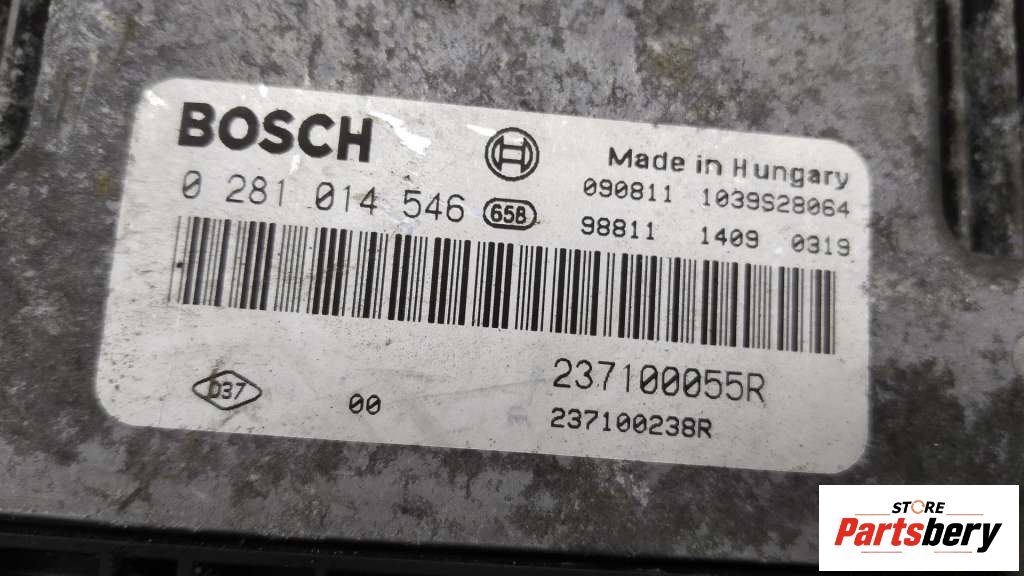 BOSCH
Made in Hungary
0 281 014 546 658
090811 1039S28064
98811 1409 0319
237100055R
D37 00
237100238R
STORE
Partsbery